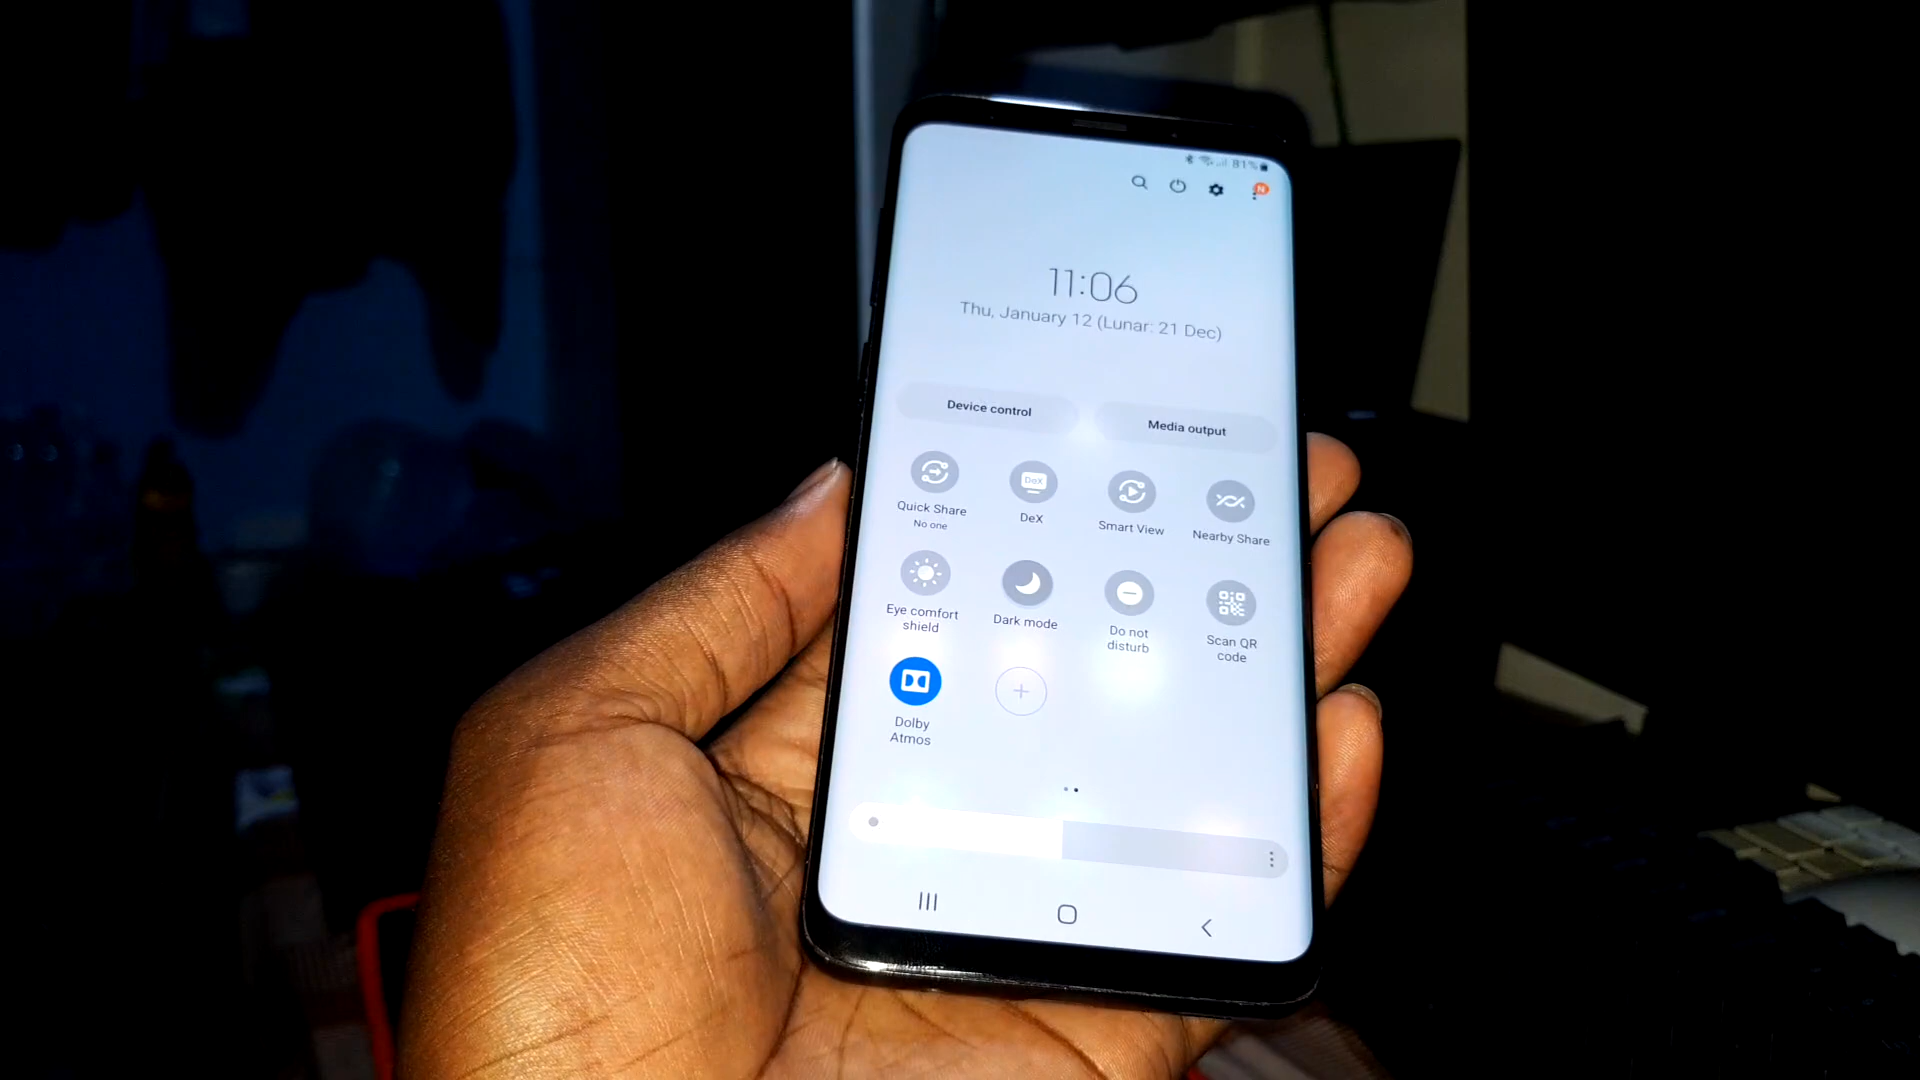 81%
N
11:06
Thu, January 12 (Lunar: 21 Dec)
Device control
Media output
Quick Share
No one
DeX
DeX
Smart View
Nearby Share
Eye comfort
shield
Dark mode
Do not
disturb
Scan QR
code
Dolby
Atmos